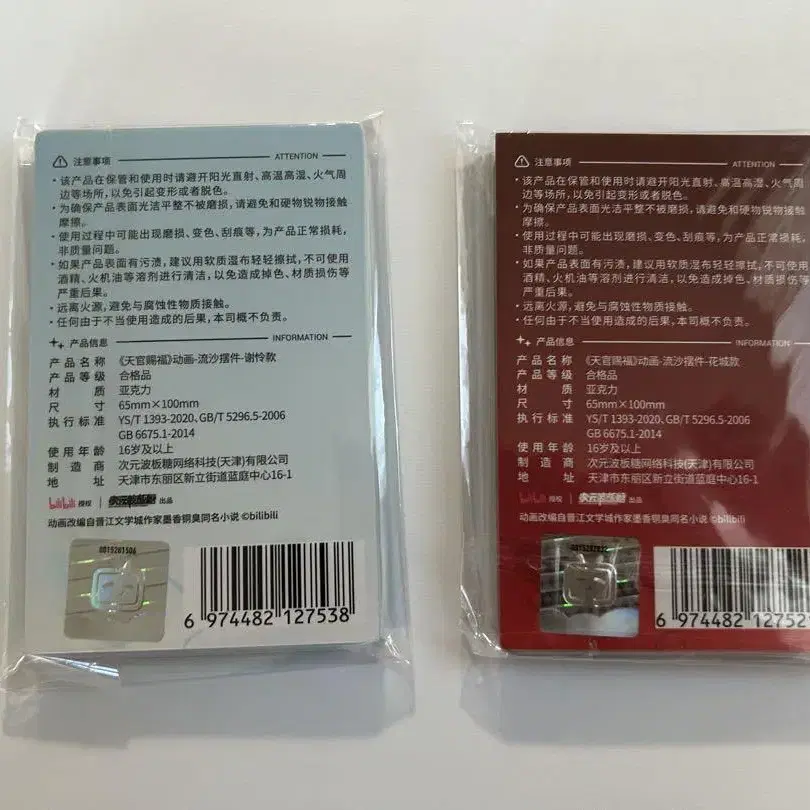 注意事项 ATTENTION
·该产品在保管和使用时请避开阳光直射、高温高湿、火气周
边等场所，以免引起变形或者脱色。
·为确保产品表面光洁平整不被磨损，请避免和硬物锐物接触
摩擦。
·使用过程中可能出现磨损、变色、刮痕等，为产品正常损耗，
非质量问题。
·如果产品表面有污渍，建议用软质湿布轻轻擦拭，不可使用
酒精、火机油等溶剂进行清洁，以免造成掉色、材质损伤等
严重后果。
·远离火源，避免与腐蚀性物质接触。
·任何由于不当使用造成的后果，本司概不负责。
产品信息 INFORMATION
产品名称 《天官赐福》动画-流沙摆件-谢怜款
产品等级 合格品
材质 亚克力
尺寸 65mm×100mm
执行标准 YS/T 1393-2020、GB/T 5296.5-2006
GB 6675.1-2014
使用年龄 16岁及以上
制造商 次元波板糖网络科技(天津)有限公司
地址 天津市东丽区新立街道蓝庭中心16-1
bilibili 授权 次元波板糖 出品
动画改编自晋江文学城作家墨香铜臭同名小说 ©bilibili
0015281506
6 974482 127538
注意事项 ATTENTION
·该产品在保管和使用时请避开阳光直射、高温高湿、火气周
边等场所，以免引起变形或者脱色。
·为确保产品表面光洁平整不被磨损，请避免和硬物锐物接触
摩擦。
·使用过程中可能出现磨损、变色、刮痕等，为产品正常损耗，
非质量问题。
·如果产品表面有污渍，建议用软质湿布轻轻擦拭，不可使用
酒精、火机油等溶剂进行清洁，以免造成掉色、材质损伤等
严重后果。
·远离火源，避免与腐蚀性物质接触。
·任何由于不当使用造成的后果，本司概不负责。
产品信息 INFORMATION
产品名称 《天官赐福》动画-流沙摆件-花城款
产品等级 合格品
材质 亚克力
尺寸 65mm×100mm
执行标准 YS/T 1393-2020、GB/T 5296.5-2006
GB 6675.1-2014
使用年龄 16岁及以上
制造商 次元波板糖网络科技(天津)有限公司
地址 天津市东丽区新立街道蓝庭中心16-1
bilibili 授权 次元波板糖 出品
动画改编自晋江文学城作家墨香铜臭同名小说 ©bilibili
6 974482